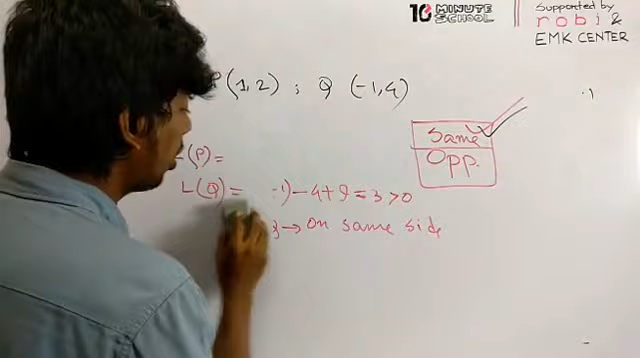 10 MINUTE SCHOOL
Supported by
robi &
EMK CENTER
P(1,2) ; Q (-1,4)
Same
Opp.
L(P) =
L(Q) = -1) - 4 + 9 = 3 > 0
→ On same side